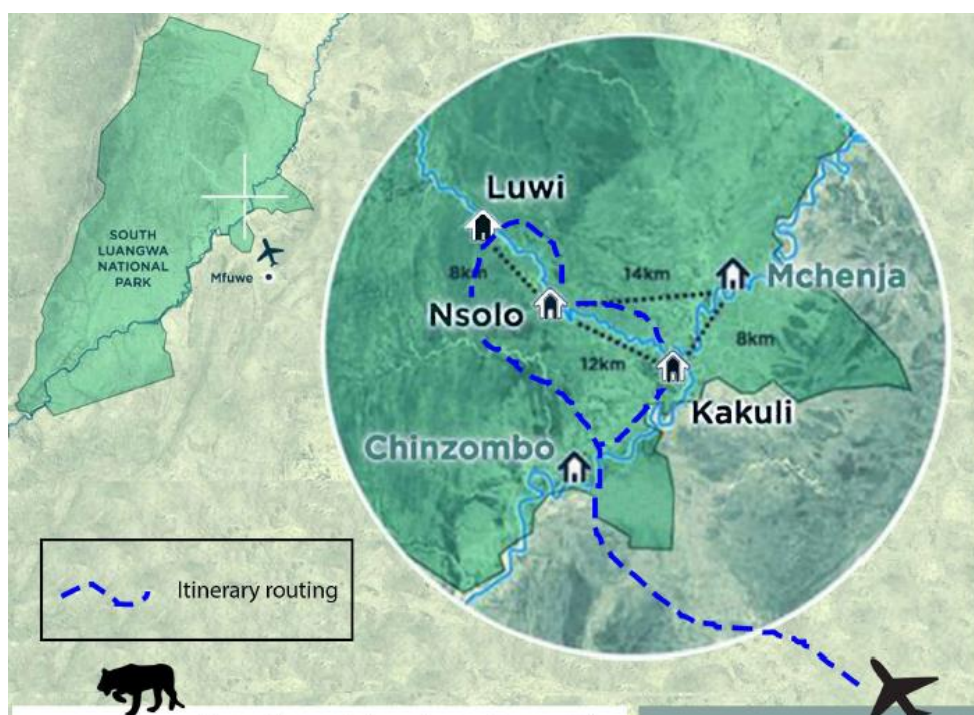 SOUTH
LUANGWA
NATIONAL
PARK
Mfuwe
Luwi
8km
14km
Mchenja
Nsolo
12km
8km
Kakuli
Chinzombo
Itinerary routing